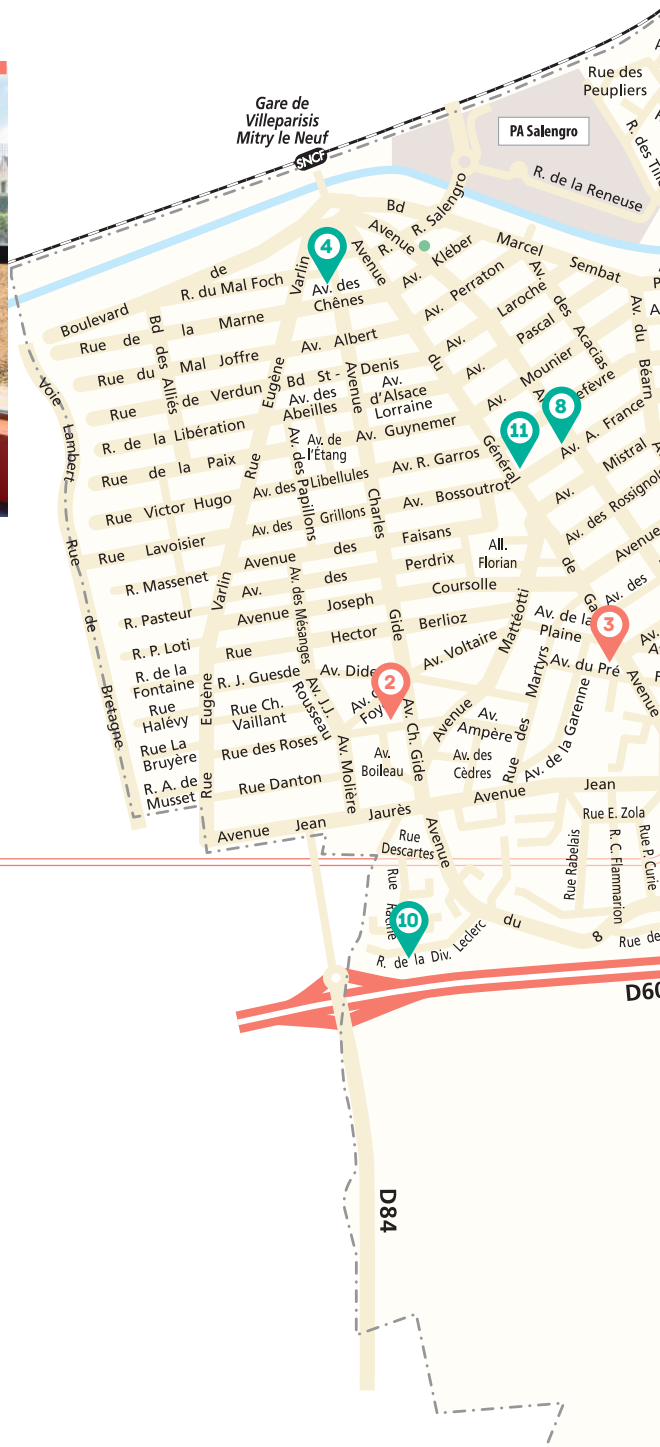 Gare de
Villeparisis
Mitry le Neuf
SNCF
Rue des
Peupliers
PA Salengro
R. des
R. de la Reneuse
R. Salengro
Bd
Marcel
Sembat
Avenue
R.
Av. Kléber
Av. Perraton
Av. Laroche
Av. Pascal
Av. Mounier
Av. des Acacias
Av. du Béarn
4
8
11
Av. A. France
Av. Mistral
Av. des Rossignols
Avenue
Av. des
Avenue du Général de
Boulevard de
R. du Mal Foch
Av. des
Chênes
Rue de la Marne
Bd des Alliés
Rue du Mal Joffre
Av. Albert
Rue de Verdun
Bd St - Denis
Av. des
Abeilles
Av.
d'Alsace
Lorraine
R. de la Libération
Av. Guynemer
Av. de
l'Étang
Rue de la Paix
Av. R. Garros
Av. des Papillons
Av. des Libellules
Rue Victor Hugo
Av. Bossoutrot
Av. des Grillons
Rue Lavoisier
Avenue des Faisans
All.
Florian
R. Massenet
Av. des Perdrix
R. Pasteur
Avenue Joseph Coursolle
R. P. Loti
Rue Hector Berlioz
Av. des Mésanges
R. de la
Fontaine
R. J. Guesde
Av. Voltaire
Av. de la
Plaine
3
Av. du Pré
Avenue
Rue
Halévy
Rue Ch.
Vaillant
Av. J.J.
Rousseau
2
Avenue Charles Gide
Av. Ch. Gide
Avenue Mattéotti
Rue des Martyrs
Av.
Ampère
Av. de la Garenne
Rue La
Bruyère
Rue des Roses
Av.
Boileau
Av. des
Cèdres
R. A. de
Musset
Rue Danton
Av. Molière
Rue Eugène Varlin
Rue Eugène Varlin
Voie Lambert
Rue de Bretagne
Avenue Jean Jaurès
Avenue Jean
Rue
Descartes
Avenue
du
8
Rue E. Zola
Rue Rabelais
R. C. Flammarion
Rue P. Curie
Rue de
Rue Racine
10
R. de la Div. Leclerc
D60
D84